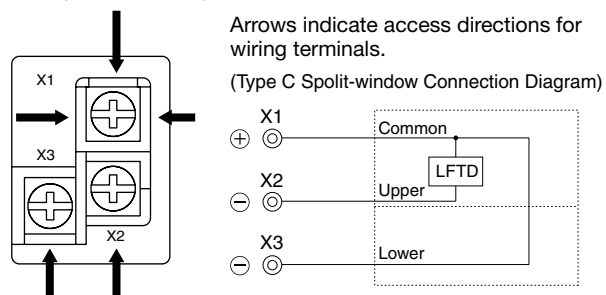 Arrows indicate access directions for
wiring terminals.
(Type C Spolit-window Connection Diagram)
X1
X3
X2
X1
Common
LFTD
X2
Upper
X3
Lower